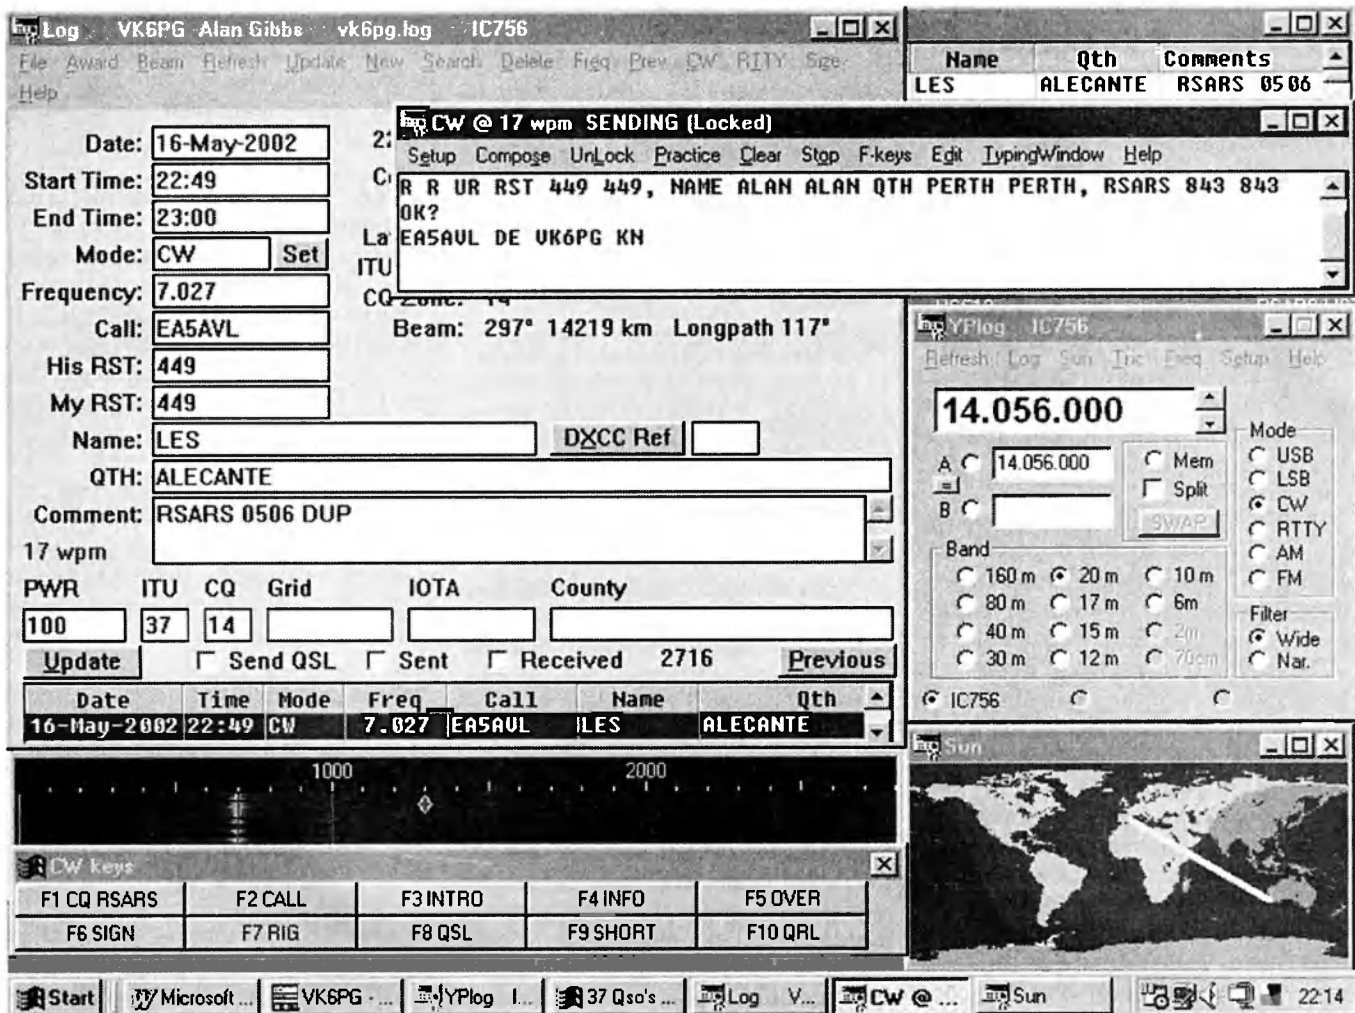 Log VK6PG Alan Gibbs vk6pg.log IC756
File Award Beam Refresh Update New Search Delete Freq Prev CW RTTY Size
Help
Name Qth Comments
LES ALECANTE RSARS 0506
CW @ 17 wpm SENDING (Locked)
Setup Compose UnLock Practice Clear Stop F-keys Edit TypingWindow Help
R R UR RST 449 449, NAME ALAN ALAN QTH PERTH PERTH, RSARS 843 843
OK?
EA5AVL DE VK6PG KN
Date: 16-May-2002
Start Time: 22:49
End Time: 23:00
Mode: CW Set
Frequency: 7.027
Call: EA5AVL
His RST: 449
My RST: 449
Name: LES DXCC Ref
QTH: ALECANTE
Comment: RSARS 0506 DUP
17 wpm
La
ITU
CQ Zone: 14
Beam: 297° 14219 km Longpath 117°
PWR ITU CQ Grid IOTA County
100 37 14
Update Send QSL Sent Received 2716 Previous
Date Time Mode Freq Call Name Qth
16-May-2002 22:49 CW 7.027 EA5AVL LES ALECANTE
1000 2000
CW keys
F1 CQ RSARS F2 CALL F3 INTRO F4 INFO F5 OVER
F6 SIGN F7 RIG F8 QSL F9 SHORT F10 QRL
YPlog IC756
Refresh Log Sun Tric Freq Setup Help
14.056.000
A 14.056.000
=
B
Mem
Split
SWAP
Mode
USB
LSB
CW
RTTY
AM
FM
Band
160 m 20 m 10 m
80 m 17 m 6m
40 m 15 m 2m
30 m 12 m 70cm
Filter
Wide
Nar.
IC756
Sun
Start Microsoft ... VK6PG - ... YPlog I... 37 Qso's ... Log V... CW @ ... Sun 22:14